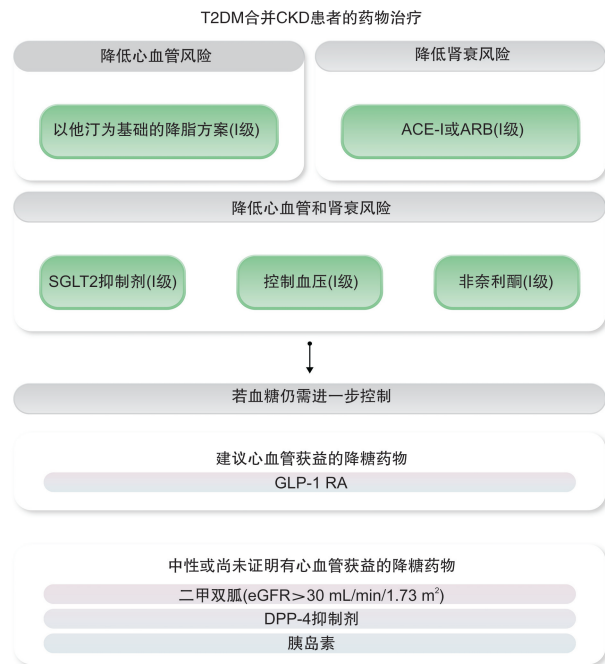 T2DM合并CKD患者的药物治疗
降低心血管风险
降低肾衰风险
以他汀为基础的降脂方案(I级)
ACE-I或ARB(I级)
降低心血管和肾衰风险
SGLT2抑制剂(I级)
控制血压(I级)
非奈利酮(I级)
若血糖仍需进一步控制
建议心血管获益的降糖药物
GLP-1 RA
中性或尚未证明有心血管获益的降糖药物
二甲双胍(eGFR＞30 mL/min/1.73 m²)
DPP-4抑制剂
胰岛素